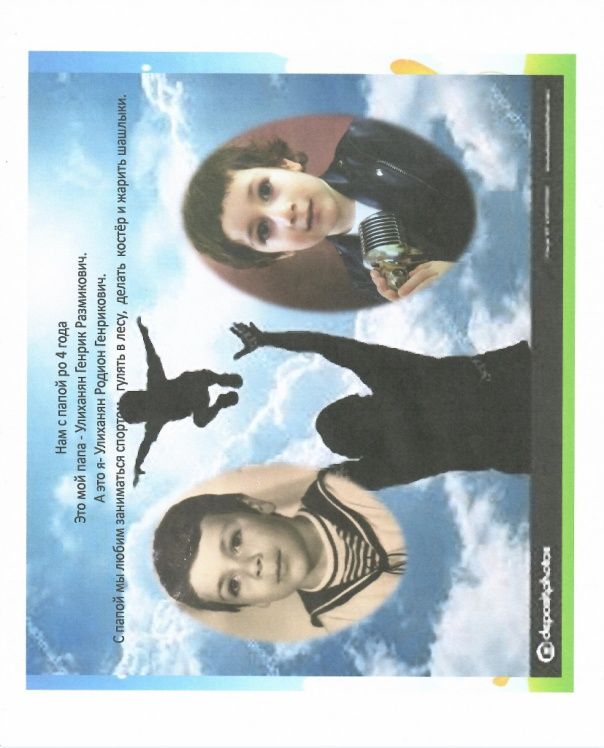 Нам с папой ро 4 года
Это мой папа - Улиханян Генрик Размикович.
А это я- Улиханян Родион Генрикович.
С папой мы любим заниматься спортом, гулять в лесу, делать костёр и жарить шашлыки.
depositphotos